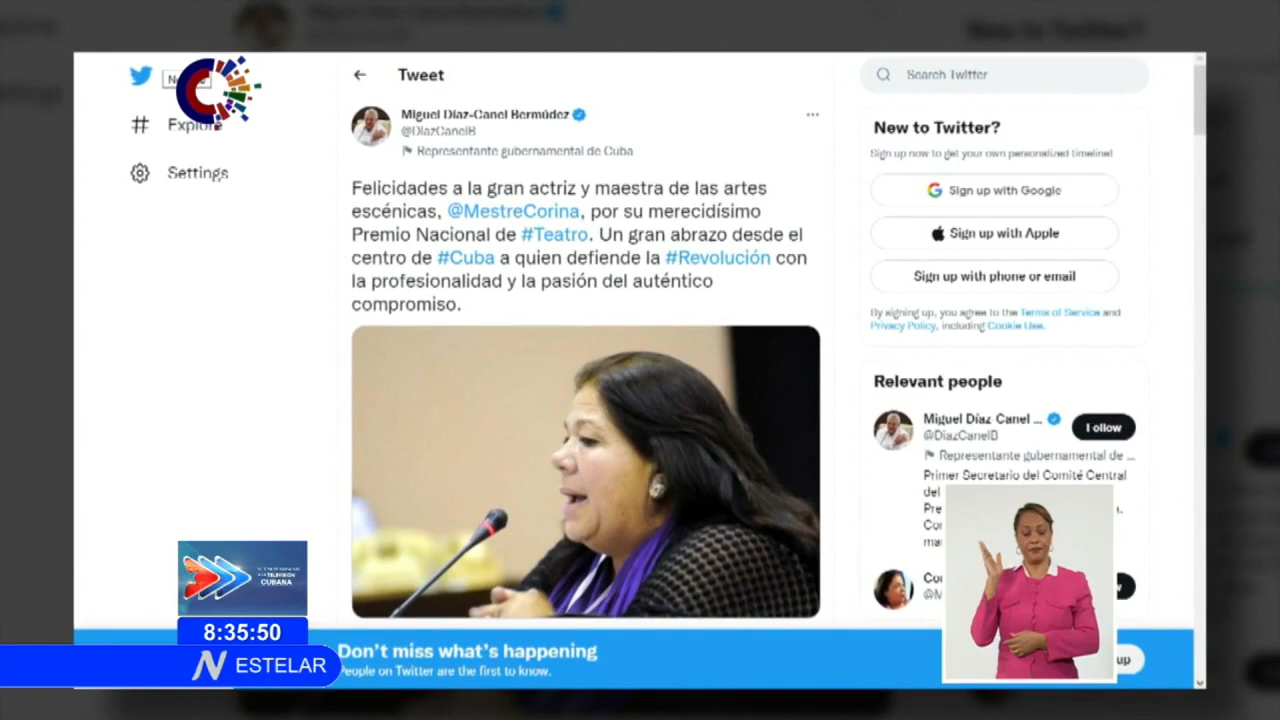 Tweet
Search Twitter
Explore
Settings
Miguel Díaz-Canel Bermúdez
@DiazCanelB
Representante gubernamental de Cuba
Felicidades a la gran actriz y maestra de las artes
escénicas, @MestreCorina, por su merecidísimo
Premio Nacional de #Teatro. Un gran abrazo desde el
centro de #Cuba a quien defiende la #Revolución con
la profesionalidad y la pasión del auténtico
compromiso.
New to Twitter?
Sign up now to get your own personalized timeline!
Sign up with Google
Sign up with Apple
Sign up with phone or email
By signing up, you agree to the Terms of Service and
Privacy Policy, including Cookie Use.
Relevant people
Miguel Díaz Canel ...
@DiazCanelB
Follow
Representante gubernamental de ...
Primer Secretario del Comité Central
del
Pre
Co
@M
TELEVISIÓN
CUBANA
8:35:50
N ESTELAR
Don't miss what's happening
People on Twitter are the first to know.
up